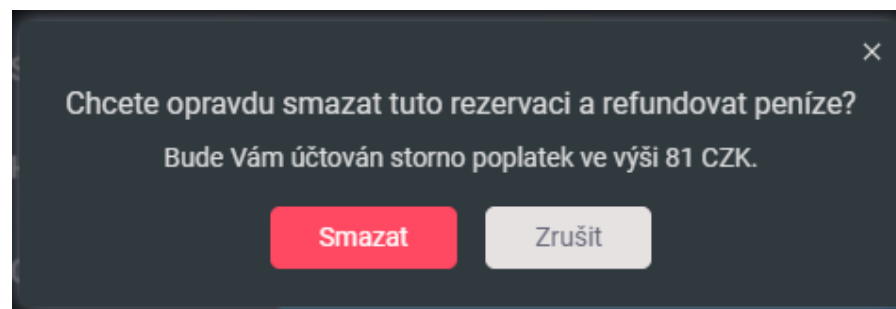 Chcete opravdu smazat tuto rezervaci a refundovat peníze?
Bude Vám účtován storno poplatek ve výši 81 CZK.
Smazat
Zrušit